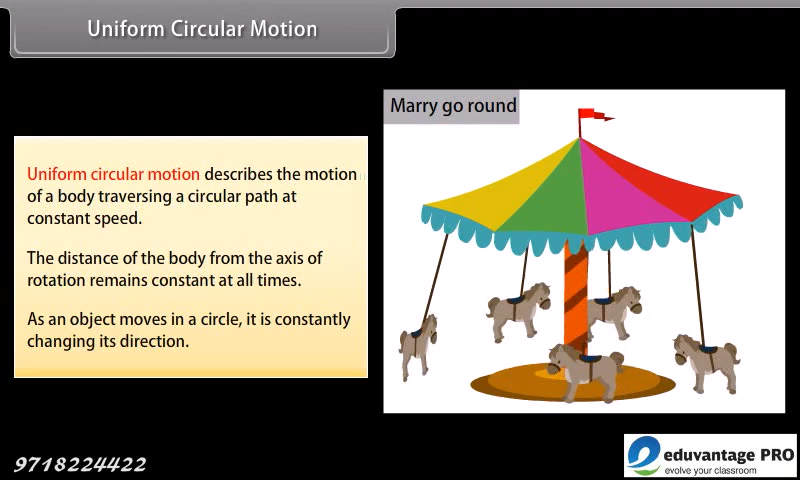 Uniform Circular Motion
Marry go round
Uniform circular motion describes the motion
of a body traversing a circular path at
constant speed.
The distance of the body from the axis of
rotation remains constant at all times.
As an object moves in a circle, it is constantly
changing its direction.
9718224422
eduvantage PRO
evolve your classroom